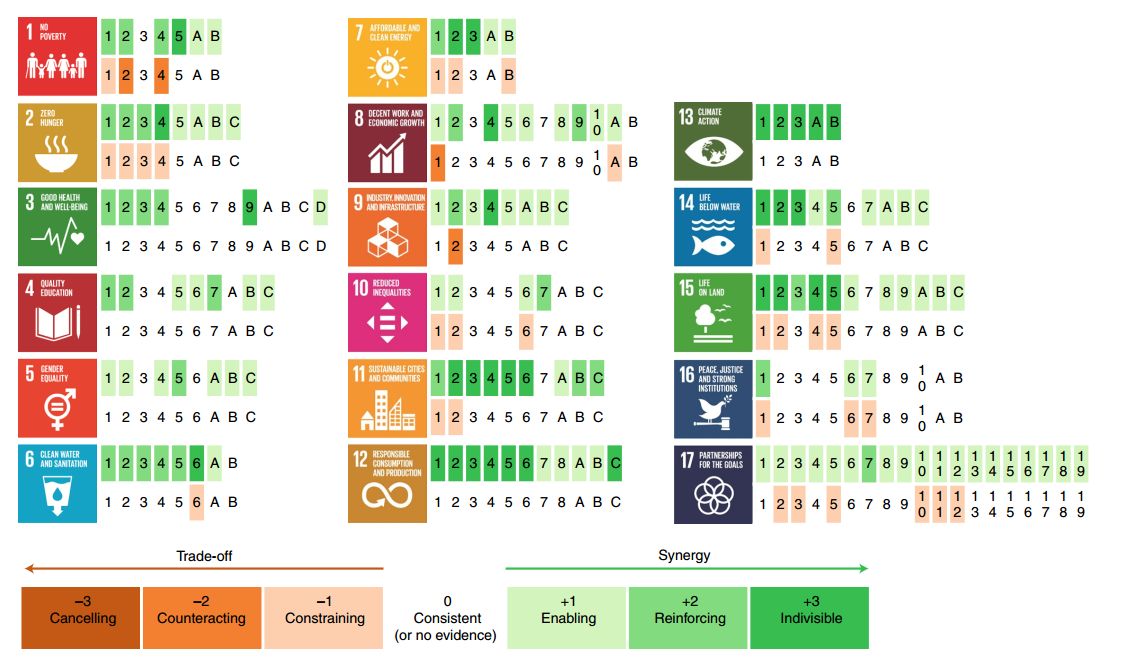 1 NO
POVERTY
1 2 3 4 5 A B
1 2 3 4 5 A B
2 ZERO
HUNGER
1 2 3 4 5 A B C
1 2 3 4 5 A B C
3 GOOD HEALTH
AND WELL-BEING
1 2 3 4 5 6 7 8 9 A B C D
1 2 3 4 5 6 7 8 9 A B C D
4 QUALITY
EDUCATION
1 2 3 4 5 6 7 A B C
1 2 3 4 5 6 7 A B C
5 GENDER
EQUALITY
1 2 3 4 5 6 A B C
1 2 3 4 5 6 A B C
6 CLEAN WATER
AND SANITATION
1 2 3 4 5 6 A B
1 2 3 4 5 6 A B
7 AFFORDABLE AND
CLEAN ENERGY
1 2 3 A B
1 2 3 A B
8 DECENT WORK AND
ECONOMIC GROWTH
1 2 3 4 5 6 7 8 9 10 A B
1 2 3 4 5 6 7 8 9 10 A B
9 INDUSTRY, INNOVATION
AND INFRASTRUCTURE
1 2 3 4 5 A B C
1 2 3 4 5 A B C
10 REDUCED
INEQUALITIES
1 2 3 4 5 6 7 A B C
1 2 3 4 5 6 7 A B C
11 SUSTAINABLE CITIES
AND COMMUNITIES
1 2 3 4 5 6 7 A B C
1 2 3 4 5 6 7 A B C
12 RESPONSIBLE
CONSUMPTION
AND PRODUCTION
1 2 3 4 5 6 7 8 A B C
1 2 3 4 5 6 7 8 A B C
13 CLIMATE
ACTION
1 2 3 A B
1 2 3 A B
14 LIFE
BELOW WATER
1 2 3 4 5 6 7 A B C
1 2 3 4 5 6 7 A B C
15 LIFE
ON LAND
1 2 3 4 5 6 7 8 9 A B C
1 2 3 4 5 6 7 8 9 A B C
16 PEACE, JUSTICE
AND STRONG
INSTITUTIONS
1 2 3 4 5 6 7 8 9 10 A B
1 2 3 4 5 6 7 8 9 10 A B
17 PARTNERSHIPS
FOR THE GOALS
1 2 3 4 5 6 7 8 9 10 11 12 13 14 15 16 17 18 19
1 2 3 4 5 6 7 8 9 10 11 12 13 14 15 16 17 18 19
Trade-off
Synergy
–3
Cancelling
–2
Counteracting
–1
Constraining
0
Consistent
(or no evidence)
+1
Enabling
+2
Reinforcing
+3
Indivisible